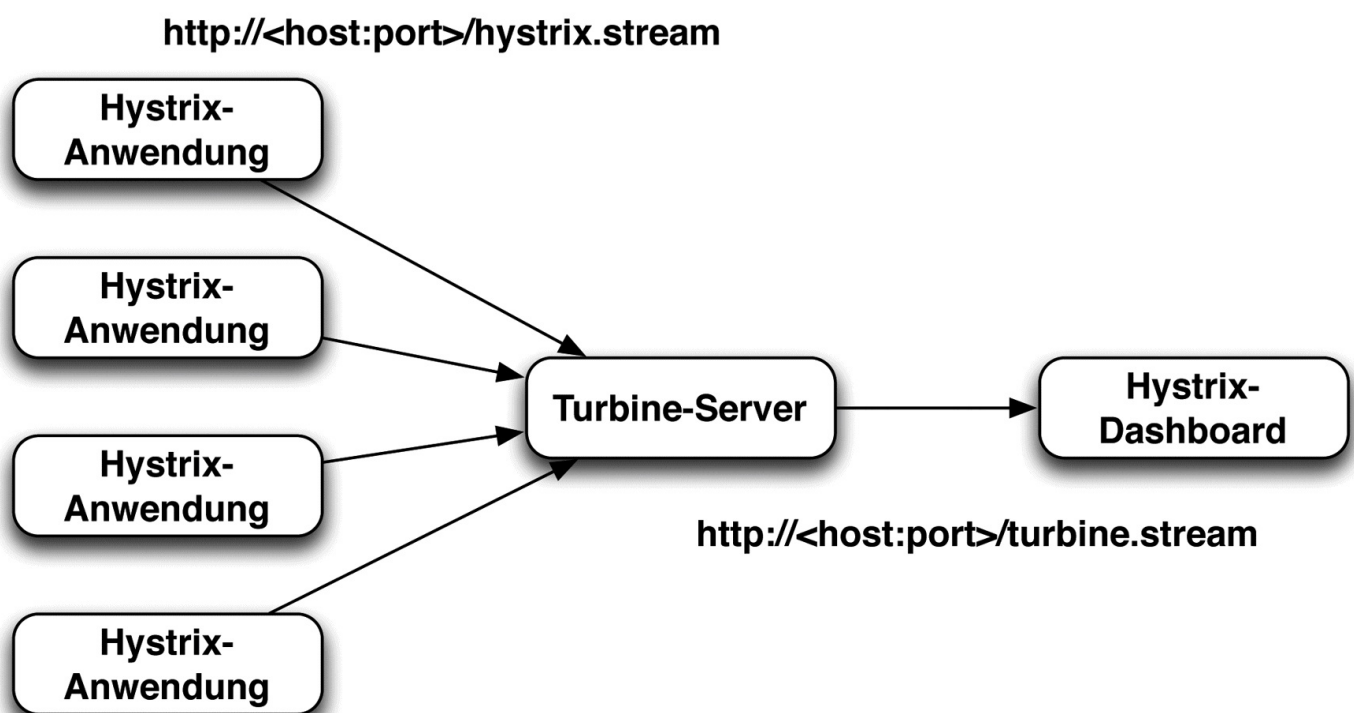 http://<host:port>/hystrix.stream
Hystrix-
Anwendung
Hystrix-
Anwendung
Hystrix-
Anwendung
Hystrix-
Anwendung
Turbine-Server
Hystrix-
Dashboard
http://<host:port>/turbine.stream